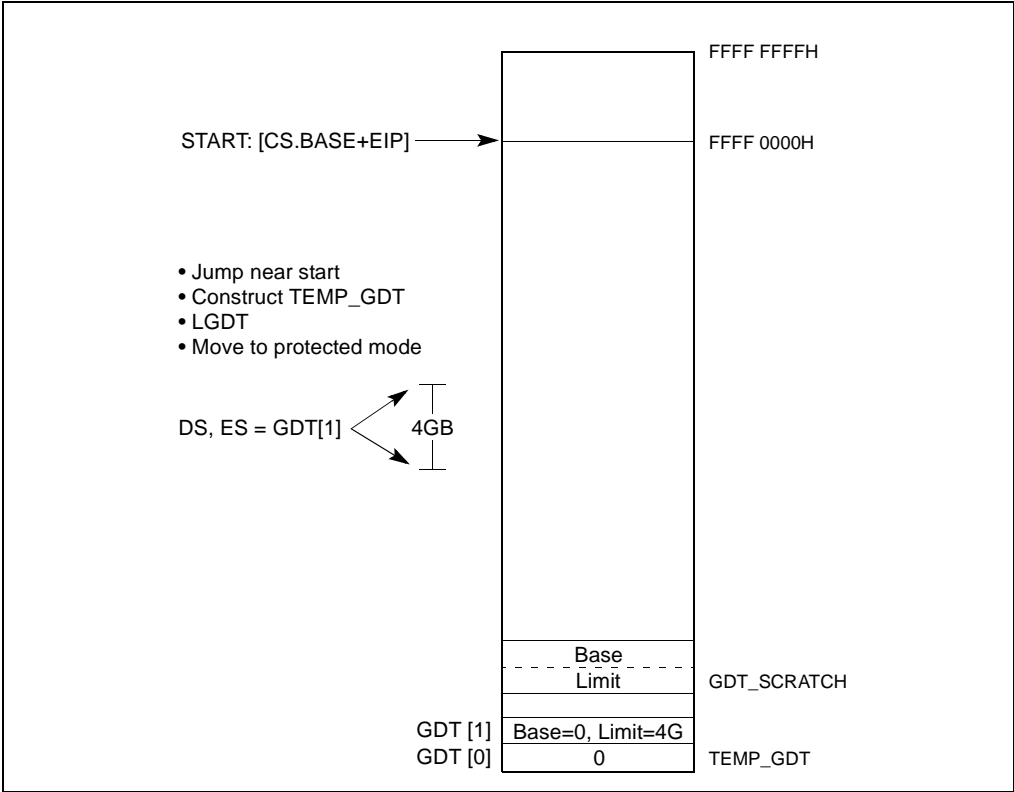 FFFF FFFFH
START: [CS.BASE+EIP]
FFFF 0000H
• Jump near start
• Construct TEMP_GDT
• LGDT
• Move to protected mode
DS, ES = GDT[1]
4GB
Base
Limit
GDT_SCRATCH
GDT [1]
Base=0, Limit=4G
GDT [0]
0
TEMP_GDT